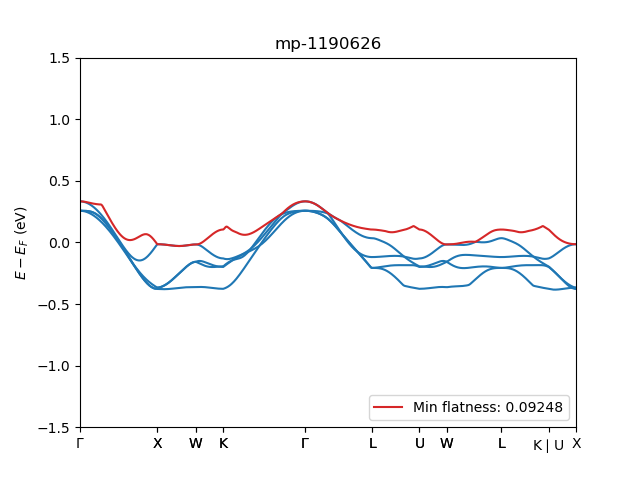 mp-1190626
E − E_F (eV)
1.5
1.0
0.5
0.0
−0.5
−1.0
−1.5
Min flatness: 0.09248
Γ X W K Γ L U W L K | U X